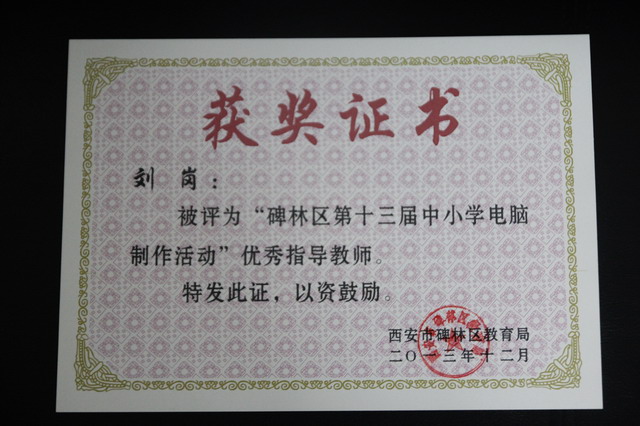 获奖证书
刘 岗：
被评为“碑林区第十三届中小学电脑
制作活动”优秀指导教师。
特发此证，以资鼓励。
西安市碑林区教育局
二〇一三年十二月